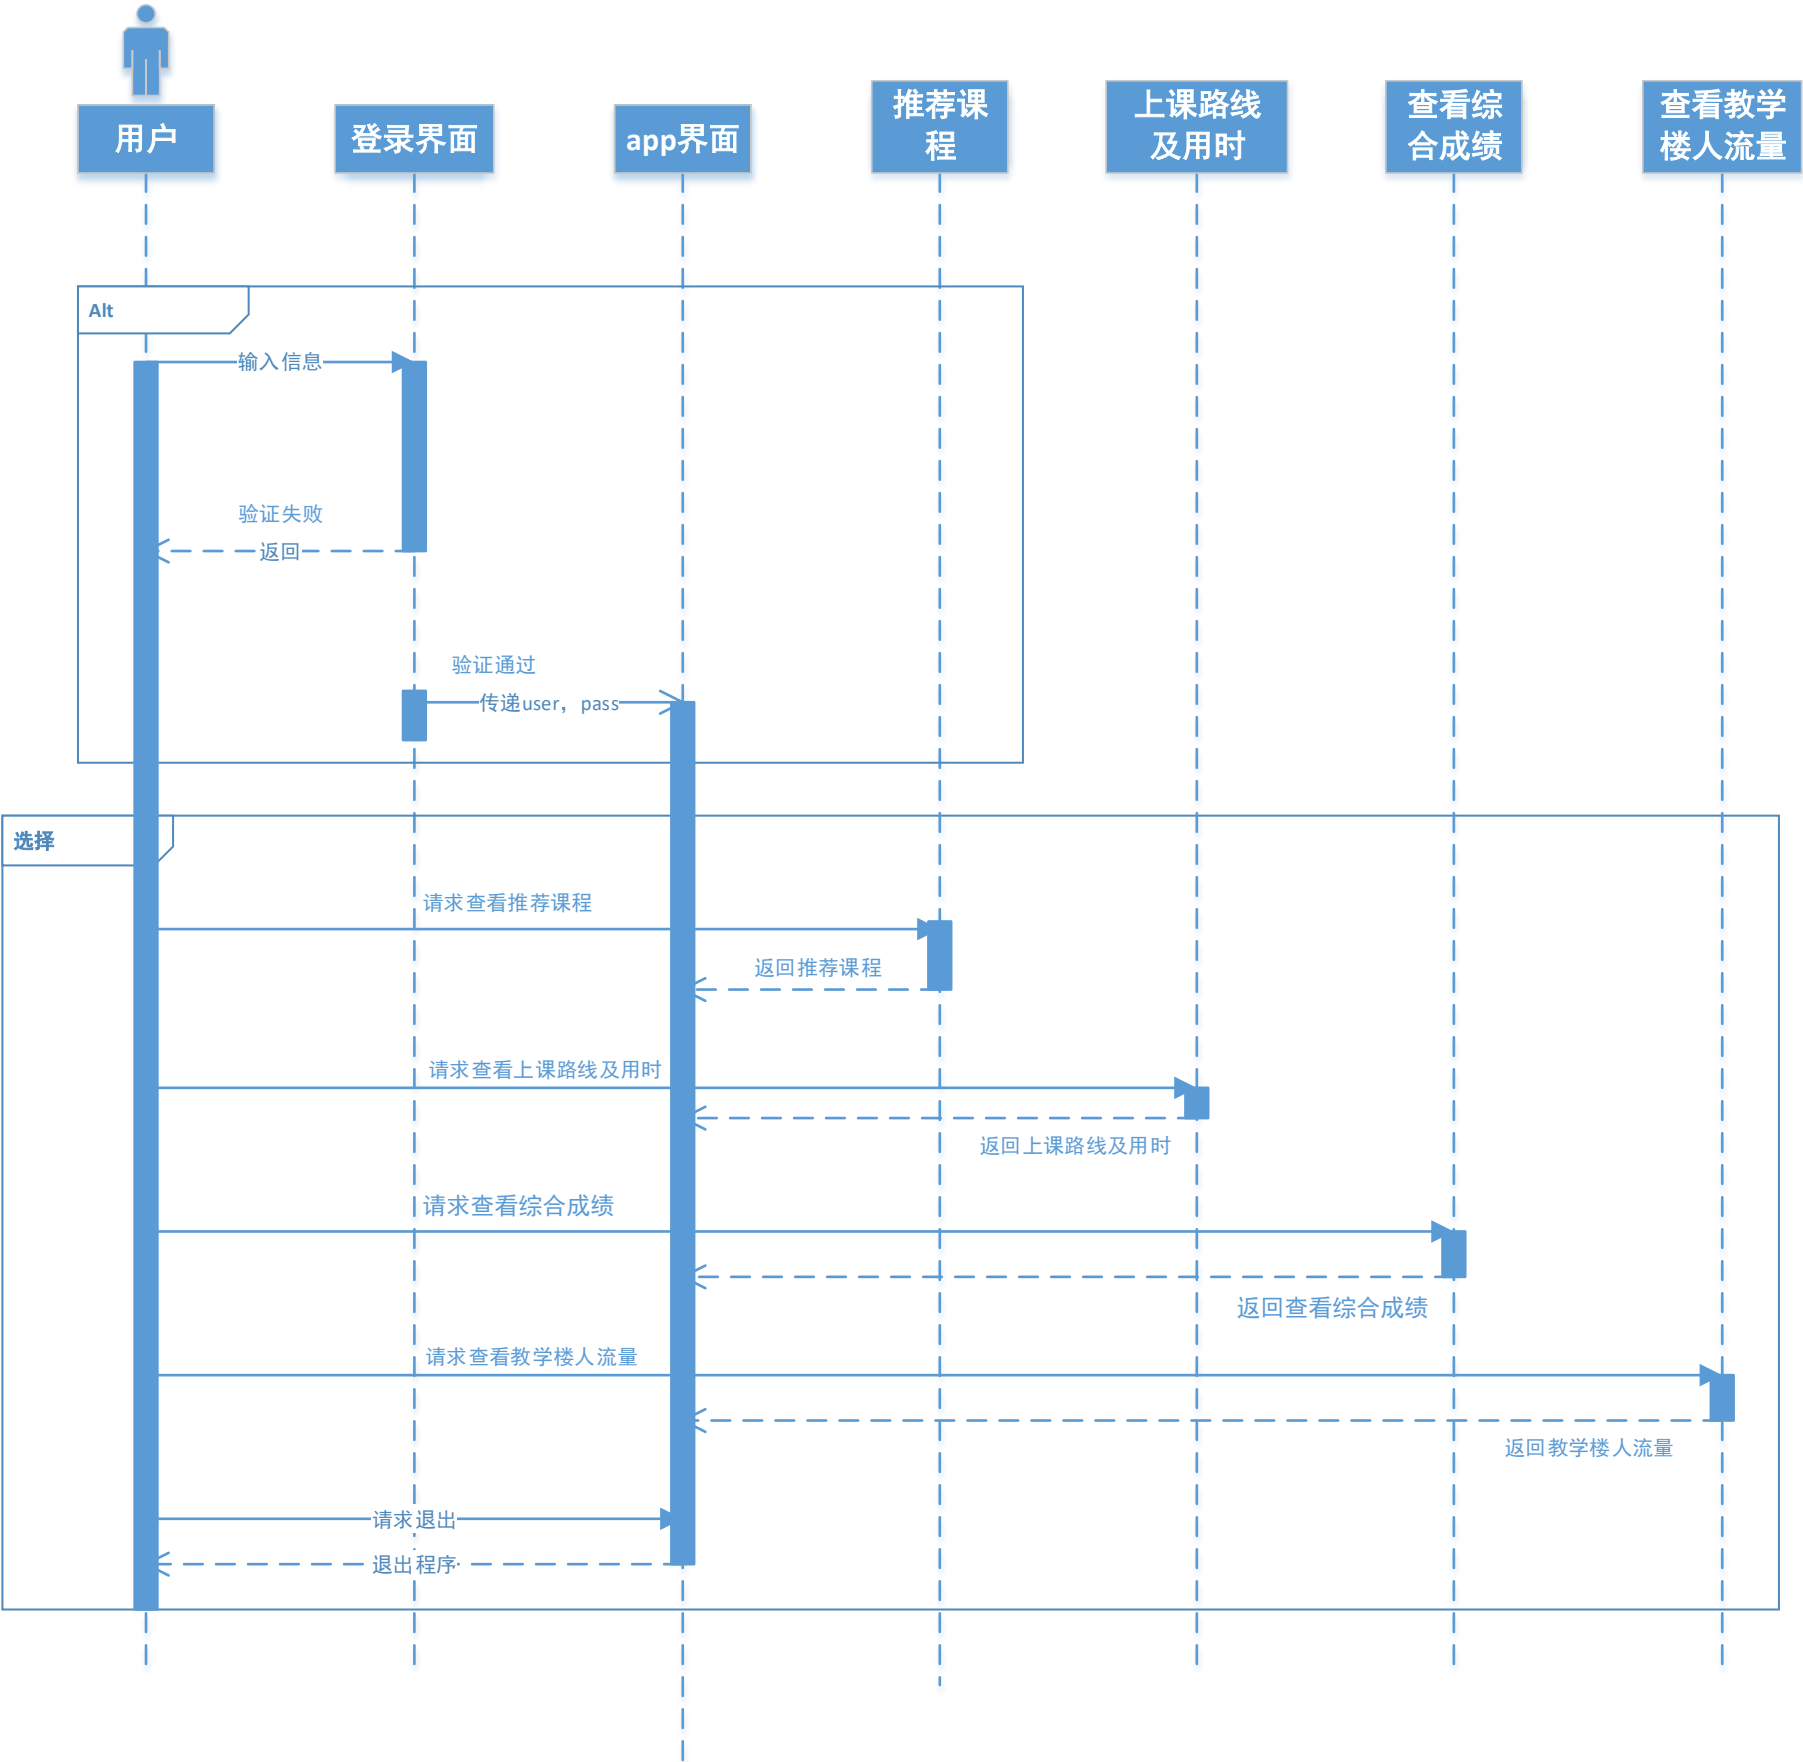 用户
登录界面
app界面
推荐课
程
上课路线
及用时
查看综
合成绩
查看教学
楼人流量
Alt
输入信息
验证失败
返回
验证通过
传递user，pass
选择
请求查看推荐课程
返回推荐课程
请求查看上课路线及用时
返回上课路线及用时
请求查看综合成绩
返回查看综合成绩
请求查看教学楼人流量
返回教学楼人流量
请求退出
退出程序